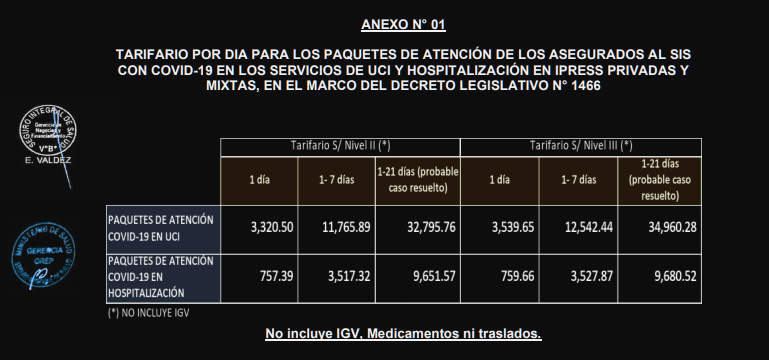 ANEXO N° 01
TARIFARIO POR DIA PARA LOS PAQUETES DE ATENCIÓN DE LOS ASEGURADOS AL SIS
CON COVID-19 EN LOS SERVICIOS DE UCI Y HOSPITALIZACIÓN EN IPRESS PRIVADAS Y
MIXTAS, EN EL MARCO DEL DECRETO LEGISLATIVO N° 1466
SEGURO INTEGRAL DE SALUD
Gerencia de
Negocios y
Financiamiento
V°B°
E. VALDEZ
MINISTERIO DE SALUD
GERENCIA
GREP
Tarifario S/ Nivel II (*) Tarifario S/ Nivel III (*)
1 día 1- 7 días 1-21 días (probable caso resuelto) 1 día 1- 7 días 1-21 días (probable caso resuelto)
PAQUETES DE ATENCIÓN
COVID-19 EN UCI 3,320.50 11,765.89 32,795.76 3,539.65 12,542.44 34,960.28
PAQUETES DE ATENCIÓN
COVID-19 EN
HOSPITALIZACIÓN 757.39 3,517.32 9,651.57 759.66 3,527.87 9,680.52
(*) NO INCLUYE IGV
No incluye IGV, Medicamentos ni traslados.